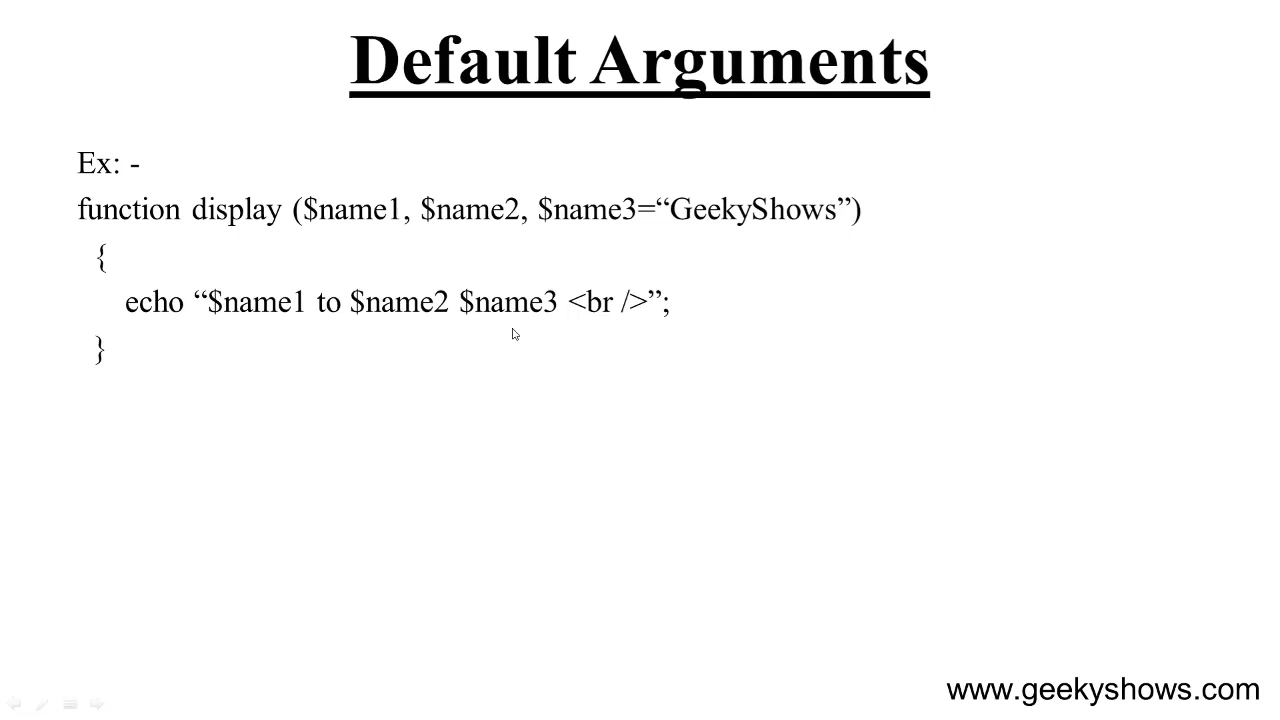 Default Arguments
Ex: -
function display ($name1, $name2, $name3=“GeekyShows”)
{
echo “$name1 to $name2 $name3 <br />”;
}
www.geekyshows.com